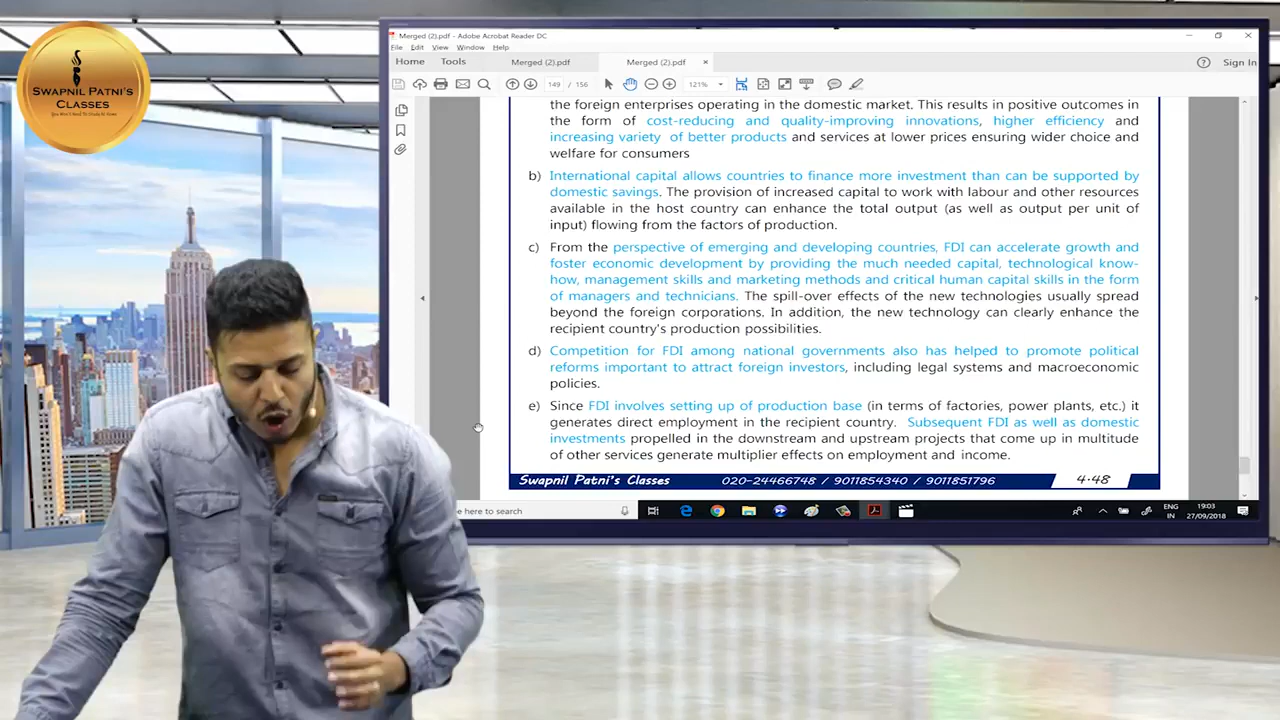 SWAPNIL PATNI'S
CLASSES
You Won't Need To Study At Home
Merged (2).pdf - Adobe Acrobat Reader DC
File Edit View Window Help
Home Tools Merged (2).pdf Merged (2).pdf × Sign In
149 / 156 121%
the foreign enterprises operating in the domestic market. This results in positive outcomes in
the form of cost-reducing and quality-improving innovations, higher efficiency and
increasing variety of better products and services at lower prices ensuring wider choice and
welfare for consumers
b) International capital allows countries to finance more investment than can be supported by
domestic savings. The provision of increased capital to work with labour and other resources
available in the host country can enhance the total output (as well as output per unit of
input) flowing from the factors of production.
c) From the perspective of emerging and developing countries, FDI can accelerate growth and
foster economic development by providing the much needed capital, technological know-
how, management skills and marketing methods and critical human capital skills in the form
of managers and technicians. The spill-over effects of the new technologies usually spread
beyond the foreign corporations. In addition, the new technology can clearly enhance the
recipient country's production possibilities.
d) Competition for FDI among national governments also has helped to promote political
reforms important to attract foreign investors, including legal systems and macroeconomic
policies.
e) Since FDI involves setting up of production base (in terms of factories, power plants, etc.) it
generates direct employment in the recipient country. Subsequent FDI as well as domestic
investments propelled in the downstream and upstream projects that come up in multitude
of other services generate multiplier effects on employment and income.
Swapnil Patni's Classes 020-24466748 / 9011854340 / 9011851796 4.48
here to search ENG 19:03
IN 27/09/2018